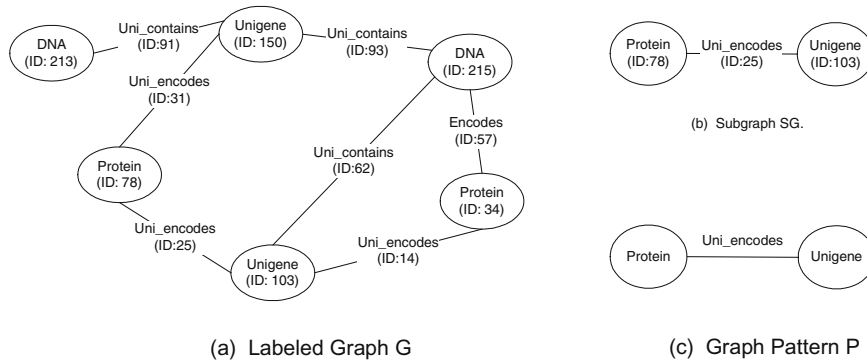 DNA
(ID: 213)
Uni_contains
(ID:91)
Unigene
(ID: 150)
Uni_contains
(ID:93)
DNA
(ID: 215)
Uni_encodes
(ID:31)
Encodes
(ID:57)
Uni_contains
(ID:62)
Protein
(ID: 78)
Protein
(ID: 34)
Uni_encodes
(ID:25)
Uni_encodes
(ID:14)
Unigene
(ID: 103)
(a) Labeled Graph G
Protein
(ID:78)
Uni_encodes
(ID:25)
Unigene
(ID:103)
(b) Subgraph SG.
Protein
Uni_encodes
Unigene
(c) Graph Pattern P